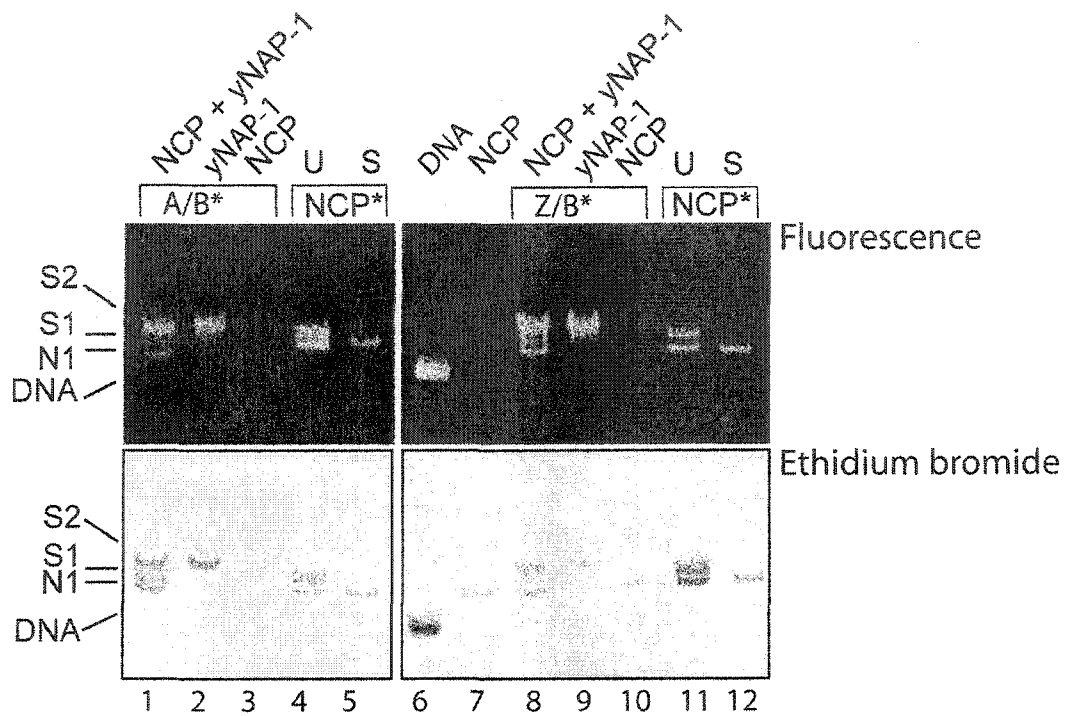 NCP + yNAP-1
yNAP-1
NCP
U
S
DNA
NCP
NCP + yNAP-1
yNAP-1
NCP
U
S
A/B*
NCP*
Z/B*
NCP*
Fluorescence
S2
S1
N1
DNA
Ethidium bromide
S2
S1
N1
DNA
1 2 3 4 5 6 7 8 9 10 11 12